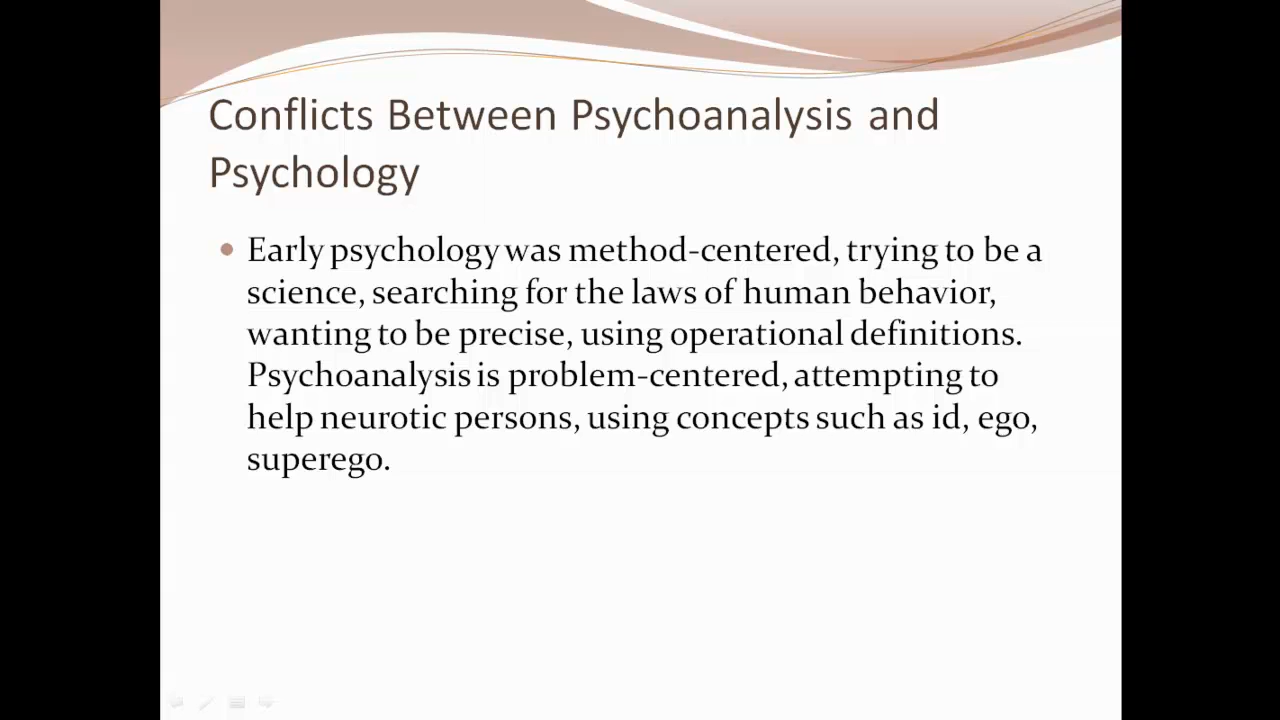 Conflicts Between Psychoanalysis and
Psychology
Early psychology was method-centered, trying to be a
science, searching for the laws of human behavior,
wanting to be precise, using operational definitions.
Psychoanalysis is problem-centered, attempting to
help neurotic persons, using concepts such as id, ego,
superego.